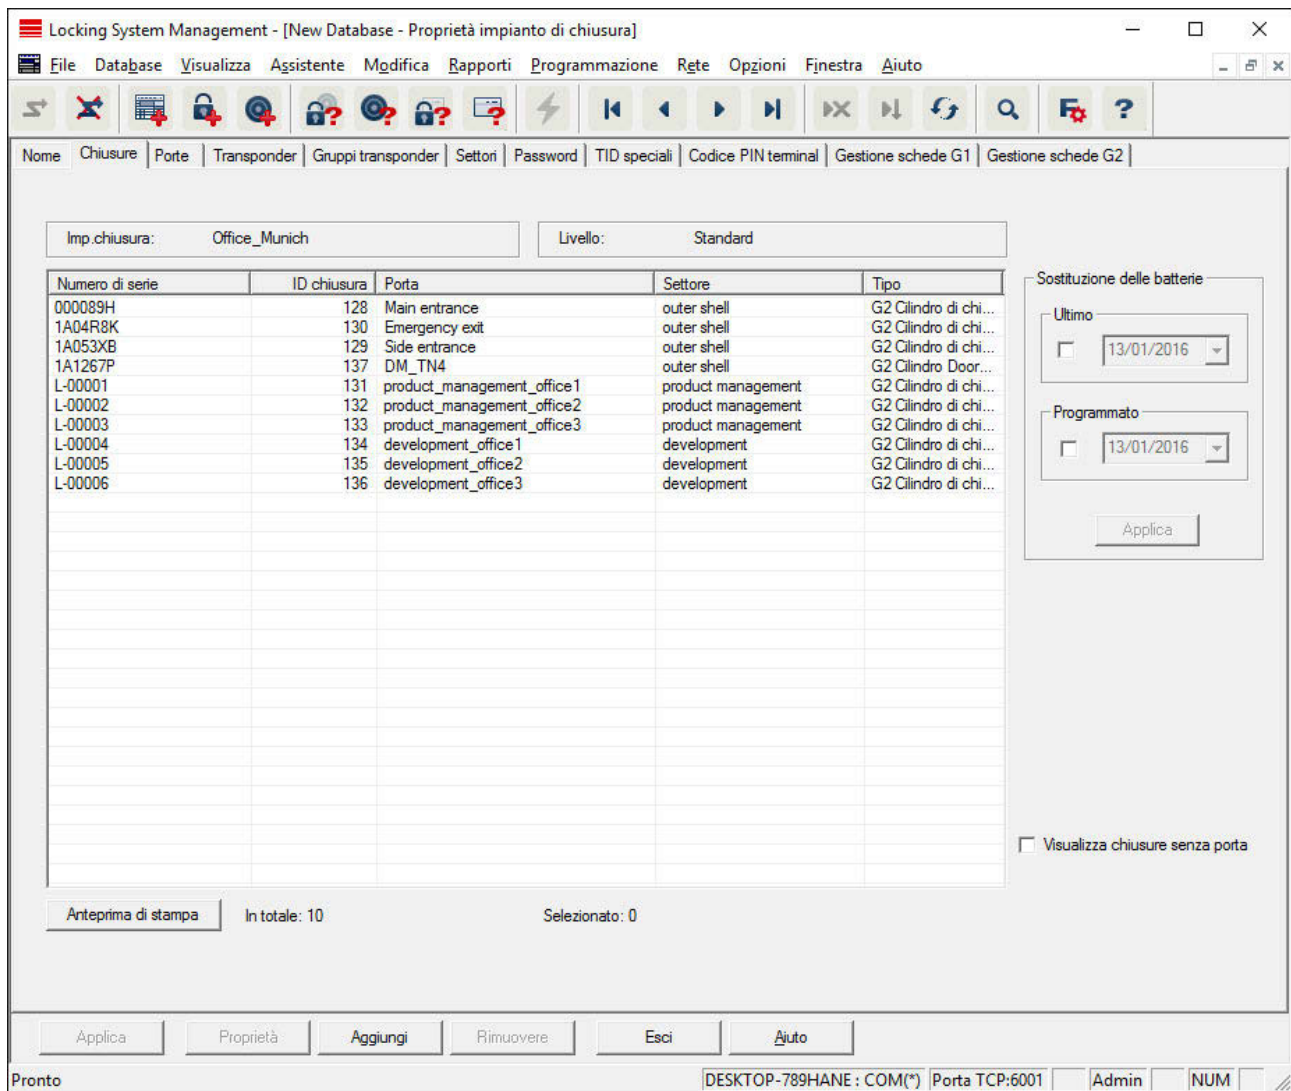 Locking System Management - [New Database - Proprietà impianto di chiusura]
File Database Visualizza Assistente Modifica Rapporti Programmazione Rete Opzioni Finestra Aiuto
Nome Chiusure Porte Transponder Gruppi transponder Settori Password TID speciali Codice PIN terminal Gestione schede G1 Gestione schede G2
Imp.chiusura: Office_Munich Livello: Standard
Numero di serie ID chiusura Porta Settore Tipo
000089H 128 Main entrance outer shell G2 Cilindro di chi...
1A04R8K 130 Emergency exit outer shell G2 Cilindro di chi...
1A053XB 129 Side entrance outer shell G2 Cilindro di chi...
1A1267P 137 DM_TN4 outer shell G2 Cilindro Door...
L-00001 131 product_management_office1 product management G2 Cilindro di chi...
L-00002 132 product_management_office2 product management G2 Cilindro di chi...
L-00003 133 product_management_office3 product management G2 Cilindro di chi...
L-00004 134 development_office1 development G2 Cilindro di chi...
L-00005 135 development_office2 development G2 Cilindro di chi...
L-00006 136 development_office3 development G2 Cilindro di chi...
Sostituzione delle batterie
Ultimo
13/01/2016
Programmato
13/01/2016
Applica
Visualizza chiusure senza porta
Anteprima di stampa In totale: 10 Selezionato: 0
Applica Proprietà Aggiungi Rimuovere Esci Aiuto
Pronto DESKTOP-789HANE : COM(*) Porta TCP:6001 Admin NUM